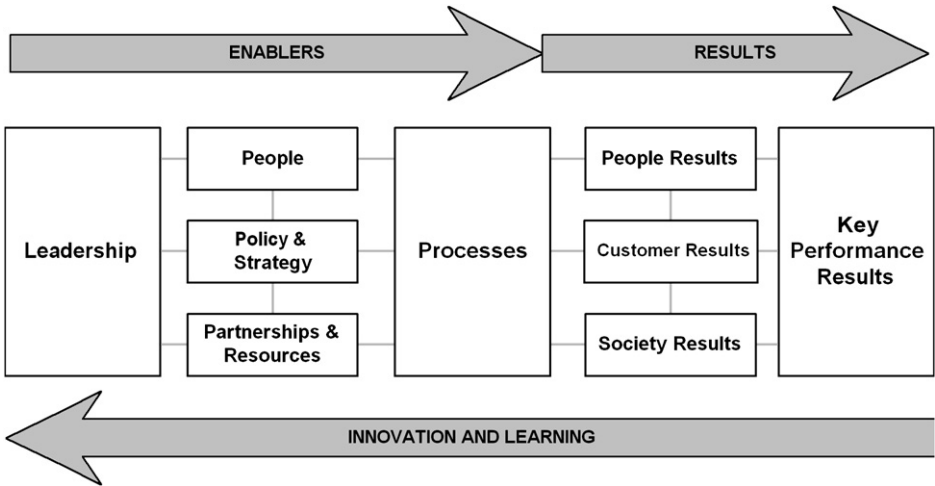 ENABLERS
RESULTS
Leadership
People
Policy &
Strategy
Partnerships &
Resources
Processes
People Results
Customer Results
Society Results
Key
Performance
Results
INNOVATION AND LEARNING